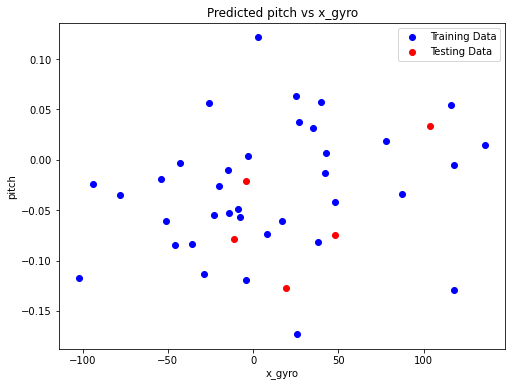 Predicted pitch vs x_gyro
Training Data
Testing Data
0.10
0.05
0.00
−0.05
−0.10
−0.15
pitch
−100
−50
0
50
100
x_gyro